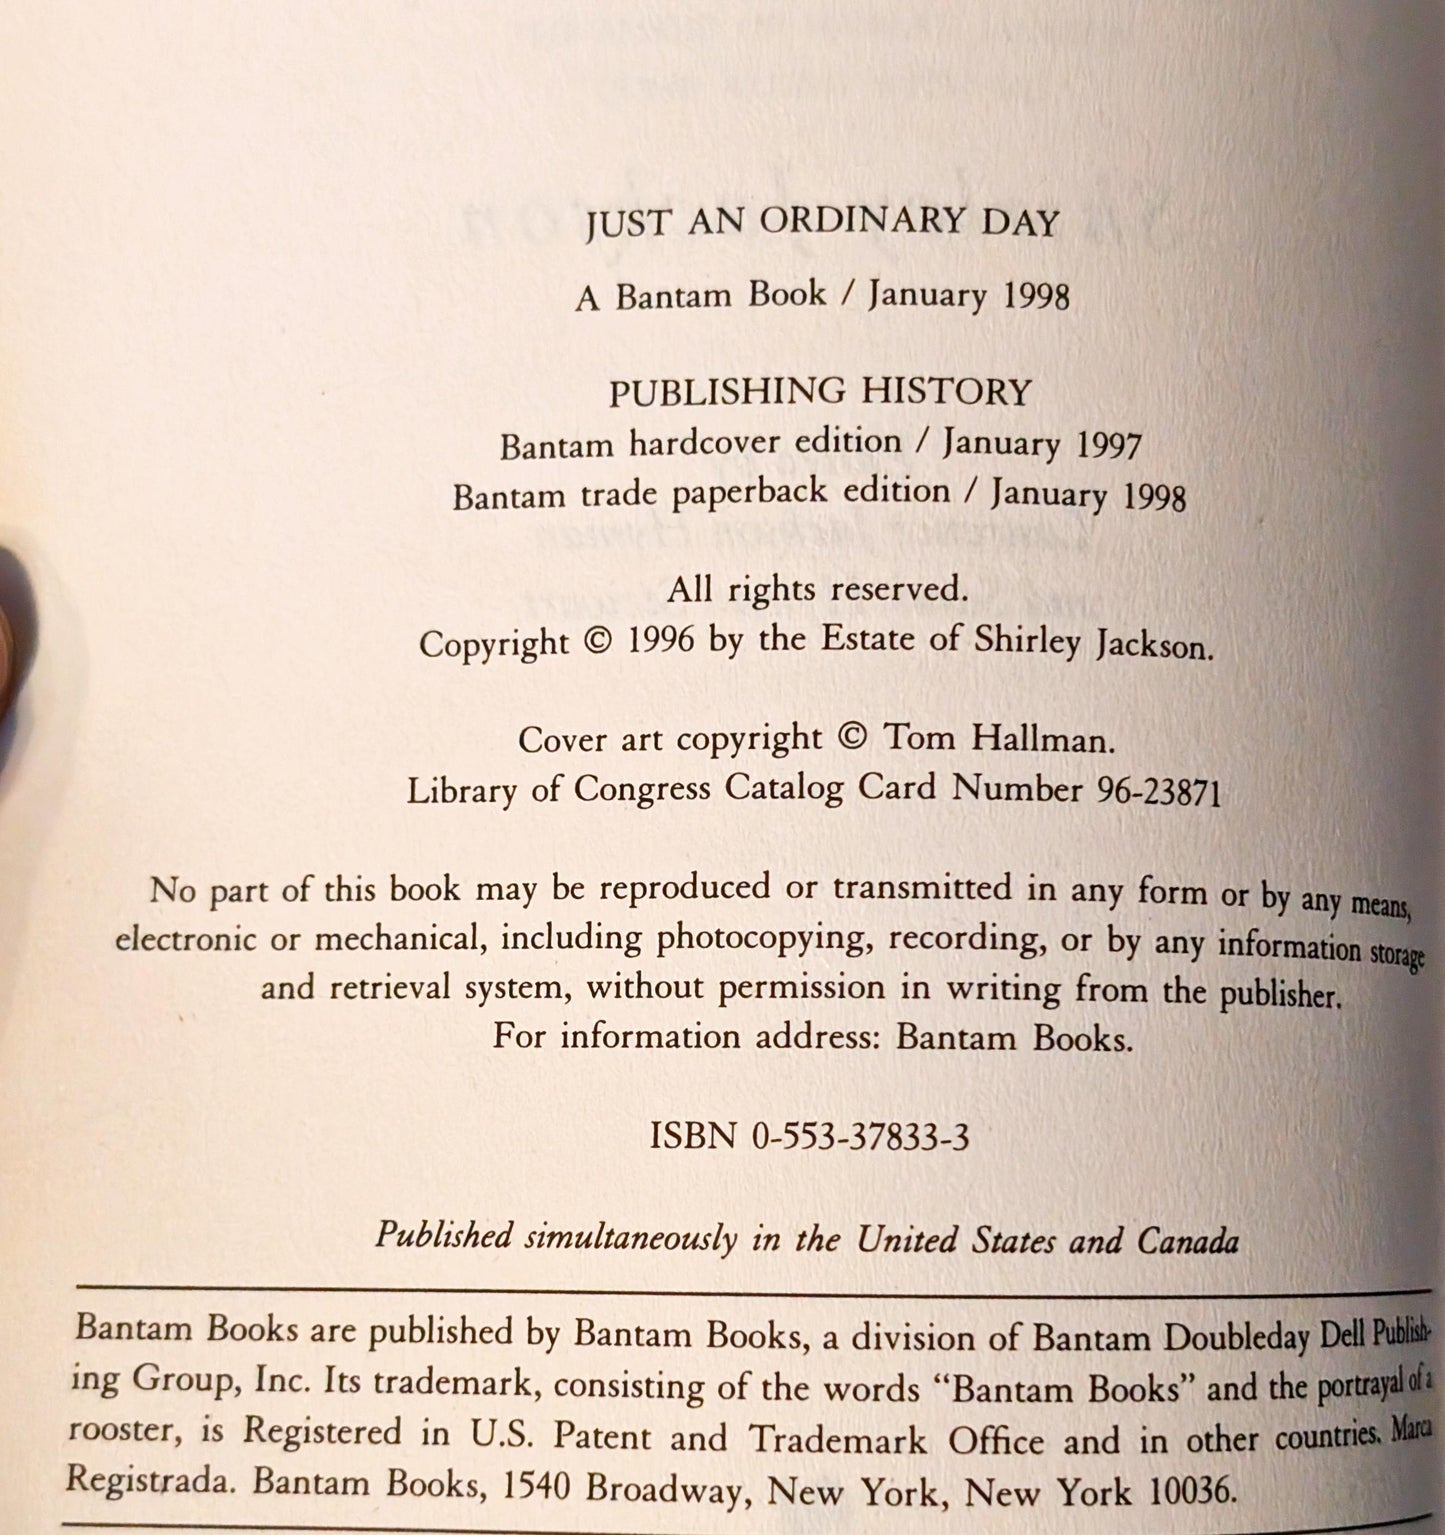 JUST AN ORDINARY DAY
A Bantam Book / January 1998
PUBLISHING HISTORY
Bantam hardcover edition / January 1997
Bantam trade paperback edition / January 1998
All rights reserved.
Copyright © 1996 by the Estate of Shirley Jackson.
Cover art copyright © Tom Hallman.
Library of Congress Catalog Card Number 96-23871
No part of this book may be reproduced or transmitted in any form or by any means,
electronic or mechanical, including photocopying, recording, or by any information storage
and retrieval system, without permission in writing from the publisher.
For information address: Bantam Books.
ISBN 0-553-37833-3
Published simultaneously in the United States and Canada
Bantam Books are published by Bantam Books, a division of Bantam Doubleday Dell Publish-
ing Group, Inc. Its trademark, consisting of the words “Bantam Books” and the portrayal of a
rooster, is Registered in U.S. Patent and Trademark Office and in other countries. Marca
Registrada. Bantam Books, 1540 Broadway, New York, New York 10036.